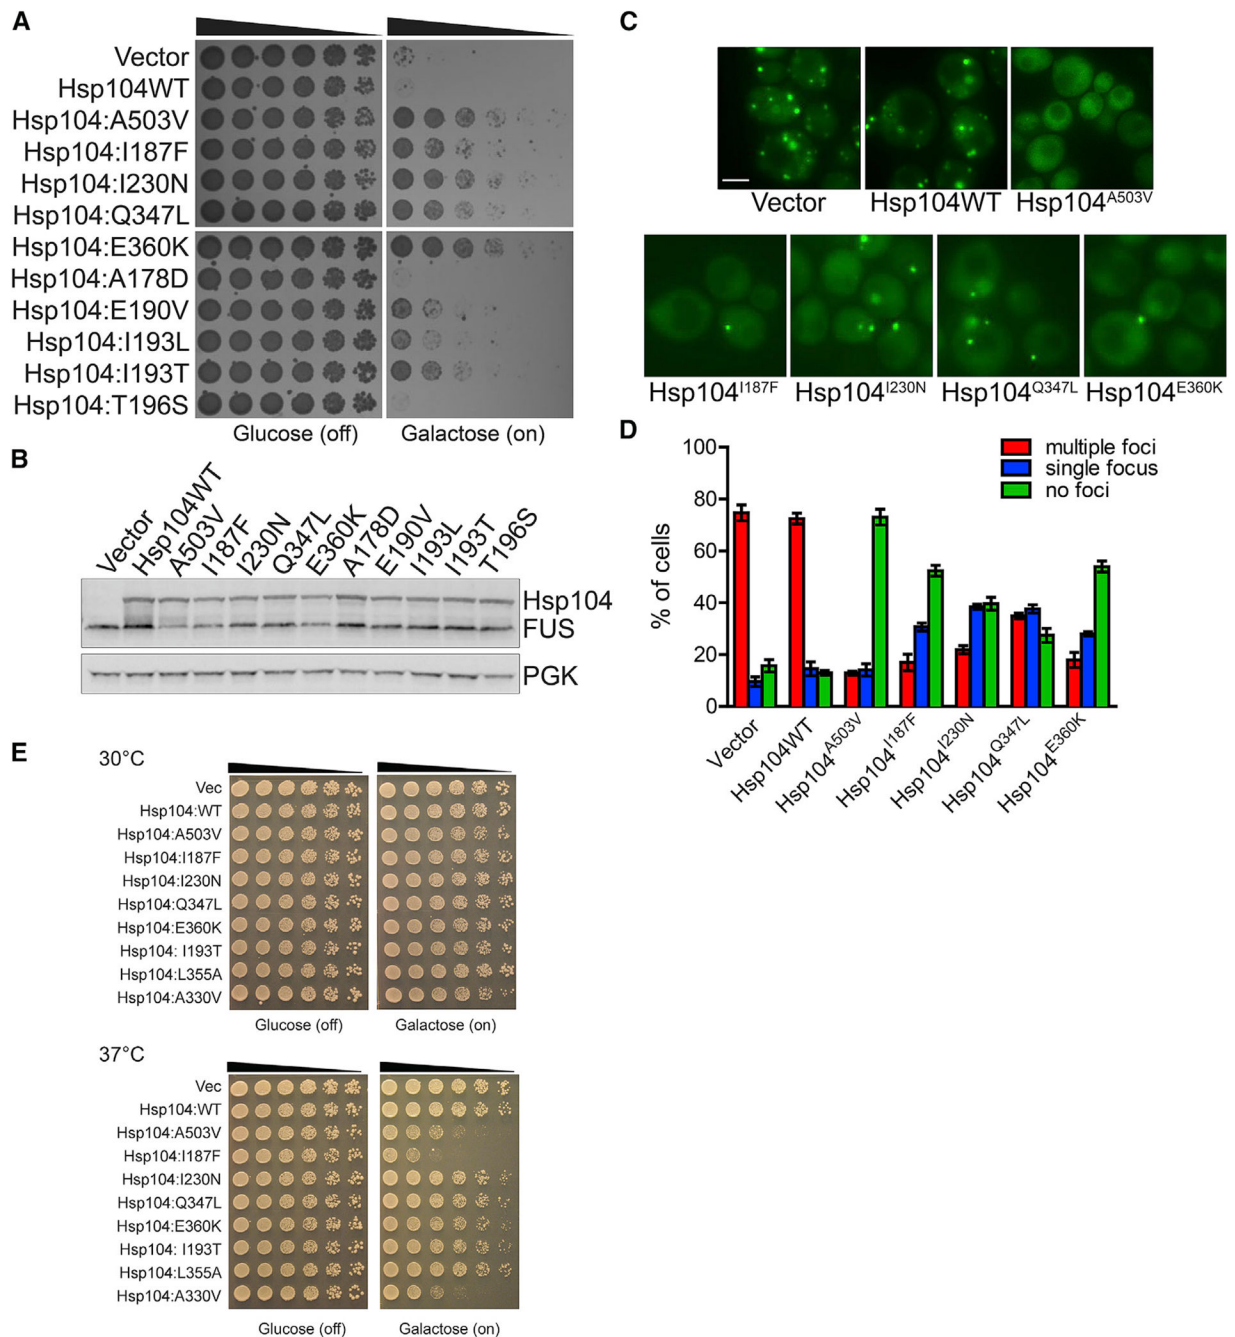 A
Vector
Hsp104WT
Hsp104:A503V
Hsp104:I187F
Hsp104:I230N
Hsp104:Q347L
Hsp104:E360K
Hsp104:A178D
Hsp104:E190V
Hsp104:I193L
Hsp104:I193T
Hsp104:T196S
Glucose (off)
Galactose (on)
B
Vector
Hsp104WT
A503V
I187F
I230N
Q347L
E360K
A178D
E190V
I193L
I193T
T196S
Hsp104
FUS
PGK
C
Vector
Hsp104WT
Hsp104A503V
Hsp104I187F
Hsp104I230N
Hsp104Q347L
Hsp104E360K
D
multiple foci
single focus
no foci
% of cells
100
80
60
40
20
0
Vector
Hsp104WT
Hsp104A503V
Hsp104I187F
Hsp104I230N
Hsp104Q347L
Hsp104E360K
E
30°C
Vec
Hsp104:WT
Hsp104:A503V
Hsp104:I187F
Hsp104:I230N
Hsp104:Q347L
Hsp104:E360K
Hsp104: I193T
Hsp104:L355A
Hsp104:A330V
Glucose (off)
Galactose (on)
37°C
Vec
Hsp104:WT
Hsp104:A503V
Hsp104:I187F
Hsp104:I230N
Hsp104:Q347L
Hsp104:E360K
Hsp104: I193T
Hsp104:L355A
Hsp104:A330V
Glucose (off)
Galactose (on)